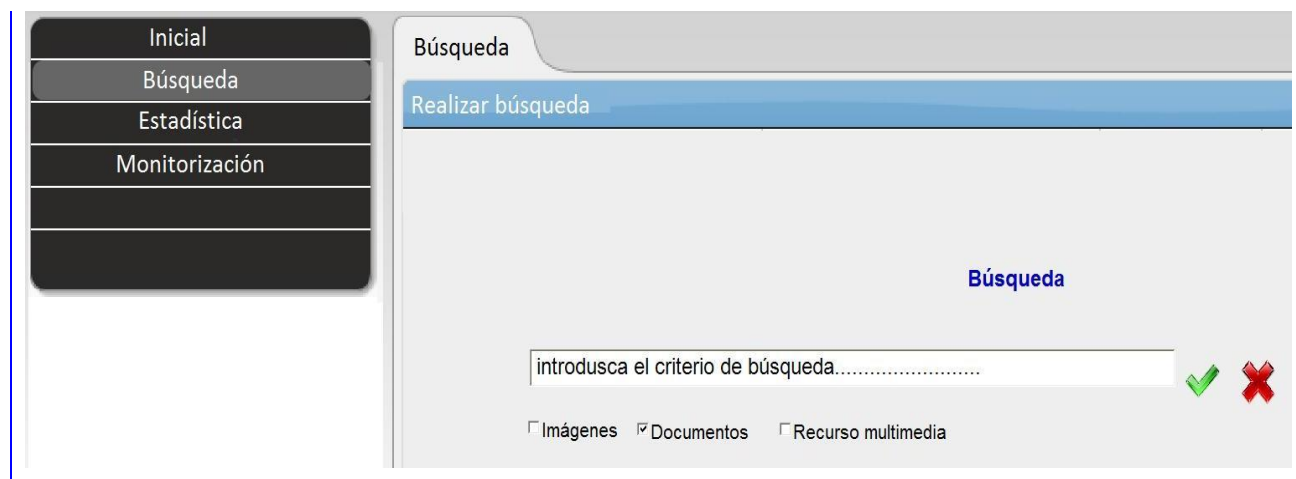 Inicial
Búsqueda
Estadística
Monitorización
Búsqueda
Realizar búsqueda
Búsqueda
introdusca el criterio de búsqueda.........................
Imágenes Documentos Recurso multimedia